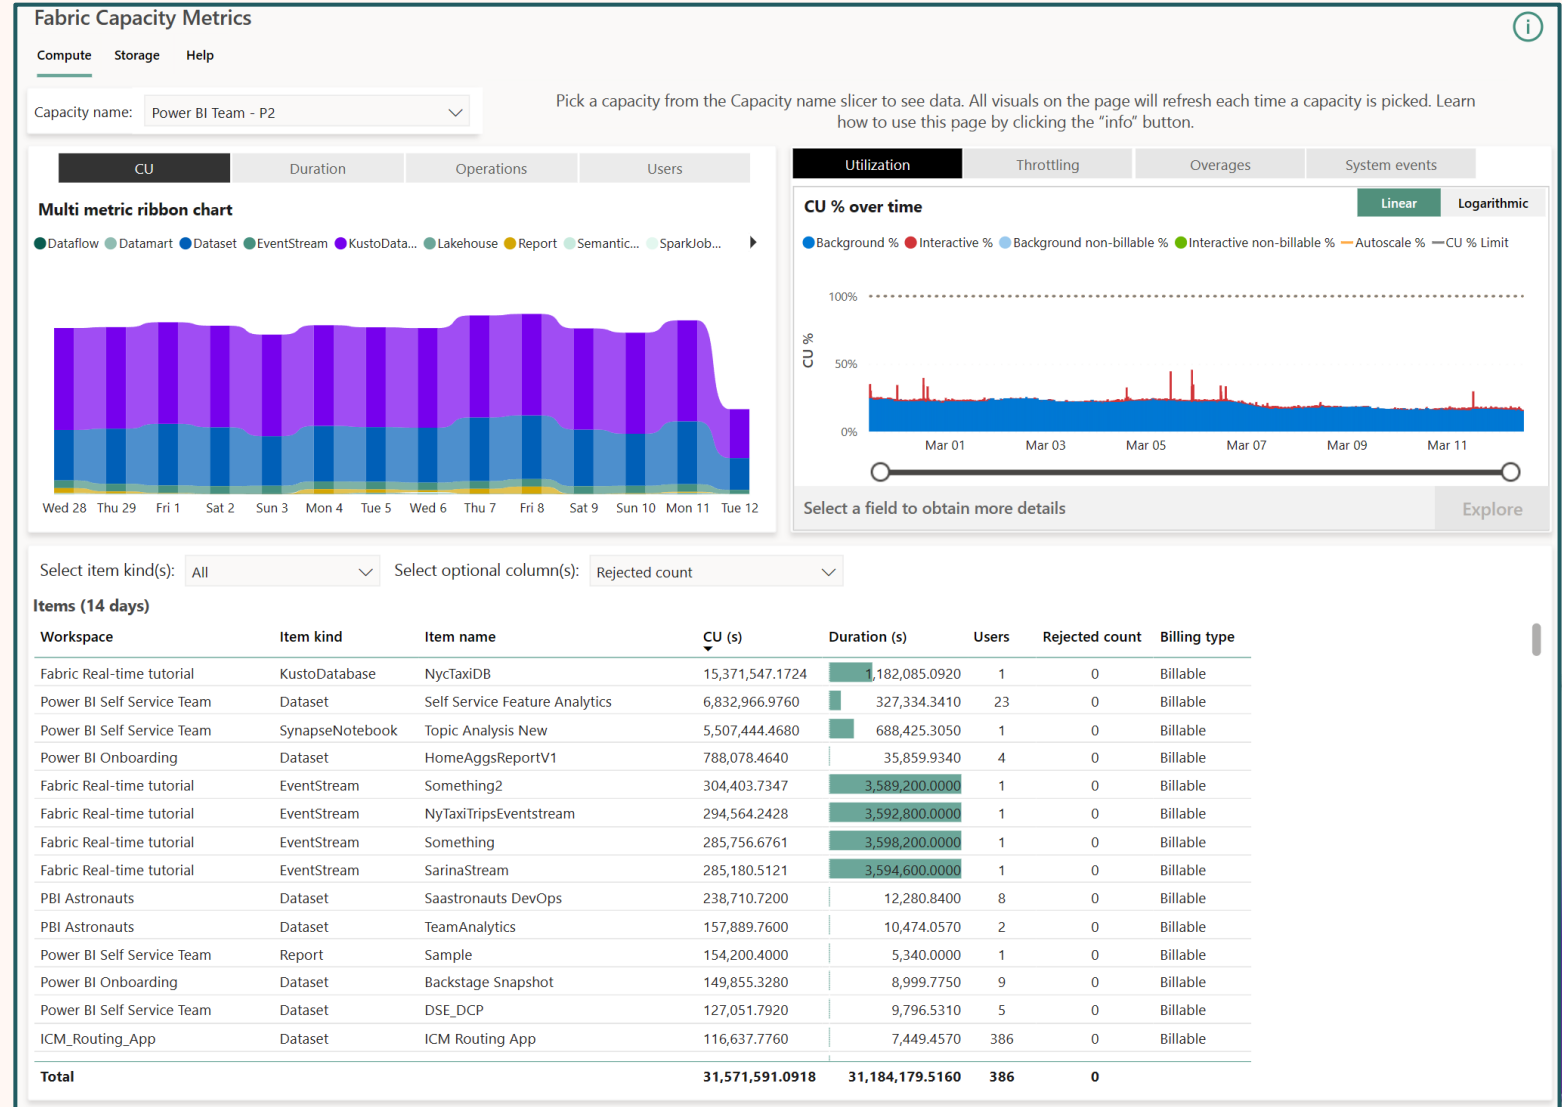 Fabric Capacity Metrics
Compute Storage Help
Capacity name: Power BI Team - P2
Pick a capacity from the Capacity name slicer to see data. All visuals on the page will refresh each time a capacity is picked. Learn
how to use this page by clicking the "info" button.
CU Duration Operations Users
Multi metric ribbon chart
Dataflow Datamart Dataset EventStream KustoData... Lakehouse Report Semantic... SparkJob...
Wed 28 Thu 29 Fri 1 Sat 2 Sun 3 Mon 4 Tue 5 Wed 6 Thu 7 Fri 8 Sat 9 Sun 10 Mon 11 Tue 12
Utilization Throttling Overages System events
CU % over time
Linear Logarithmic
Background % Interactive % Background non-billable % Interactive non-billable % Autoscale % CU % Limit
100%
50%
0%
CU %
Mar 01 Mar 03 Mar 05 Mar 07 Mar 09 Mar 11
Select a field to obtain more details Explore
Select item kind(s): All Select optional column(s): Rejected count
Items (14 days)
Workspace Item kind Item name CU (s) Duration (s) Users Rejected count Billing type
Fabric Real-time tutorial KustoDatabase NycTaxiDB 15,371,547.1724 1,182,085.0920 1 0 Billable
Power BI Self Service Team Dataset Self Service Feature Analytics 6,832,966.9760 327,334.3410 23 0 Billable
Power BI Self Service Team SynapseNotebook Topic Analysis New 5,507,444.4680 688,425.3050 1 0 Billable
Power BI Onboarding Dataset HomeAggsReportV1 788,078.4640 35,859.9340 4 0 Billable
Fabric Real-time tutorial EventStream Something2 304,403.7347 3,589,200.0000 1 0 Billable
Fabric Real-time tutorial EventStream NyTaxiTripsEventstream 294,564.2428 3,592,800.0000 1 0 Billable
Fabric Real-time tutorial EventStream Something 285,756.6761 3,598,200.0000 1 0 Billable
Fabric Real-time tutorial EventStream SarinaStream 285,180.5121 3,594,600.0000 1 0 Billable
PBI Astronauts Dataset Saastronauts DevOps 238,710.7200 12,280.8400 8 0 Billable
PBI Astronauts Dataset TeamAnalytics 157,889.7600 10,474.0570 2 0 Billable
Power BI Self Service Team Report Sample 154,200.4000 5,340.0000 1 0 Billable
Power BI Onboarding Dataset Backstage Snapshot 149,855.3280 8,999.7750 9 0 Billable
Power BI Self Service Team Dataset DSE_DCP 127,051.7920 9,796.5310 5 0 Billable
ICM_Routing_App Dataset ICM Routing App 116,637.7760 7,449.4570 386 0 Billable
Total 31,571,591.0918 31,184,179.5160 386 0